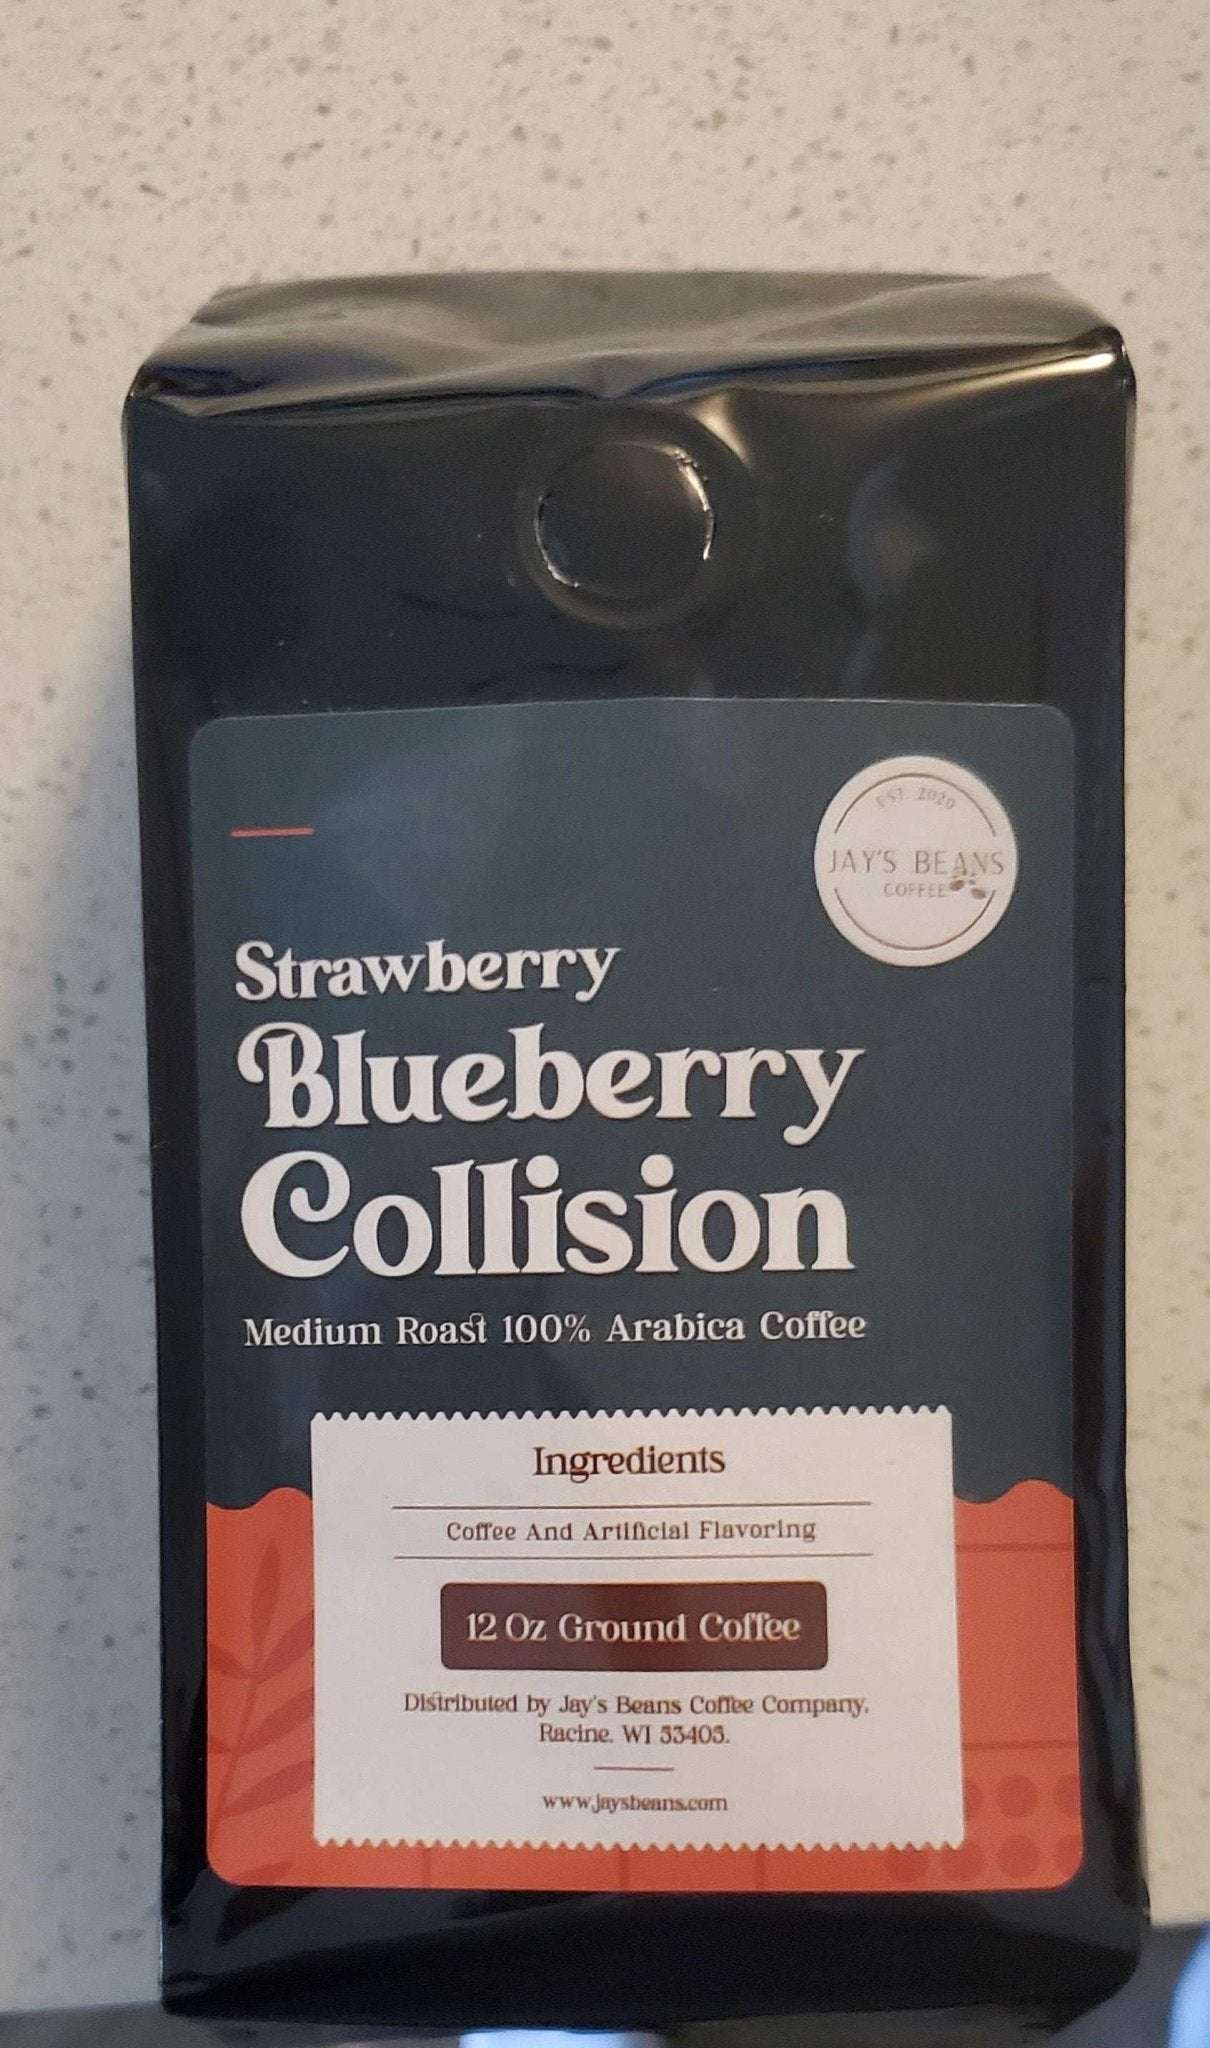 EST. 2020
JAY'S BEANS
COFFEE
Strawberry
Blueberry
Collision
Medium Roast 100% Arabica Coffee
Ingredients
Coffee And Artificial Flavoring
12 Oz Ground Coffee
Distributed by Jay's Beans Coffee Company.
Racine. WI 53405.
www.jaysbeans.com